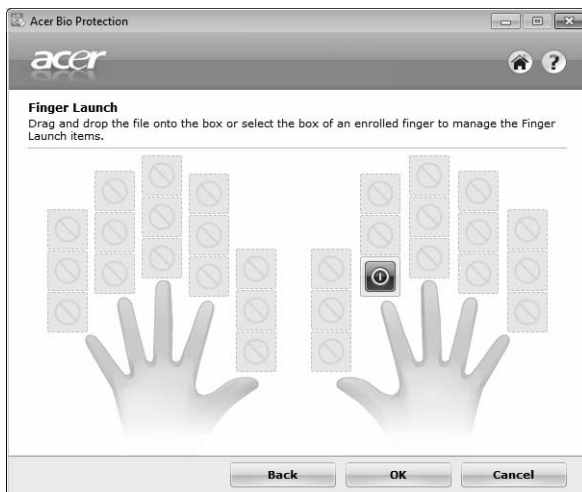 Acer Bio Protection
acer
?
Finger Launch
Drag and drop the file onto the box or select the box of an enrolled finger to manage the Finger
Launch items.
Back OK Cancel